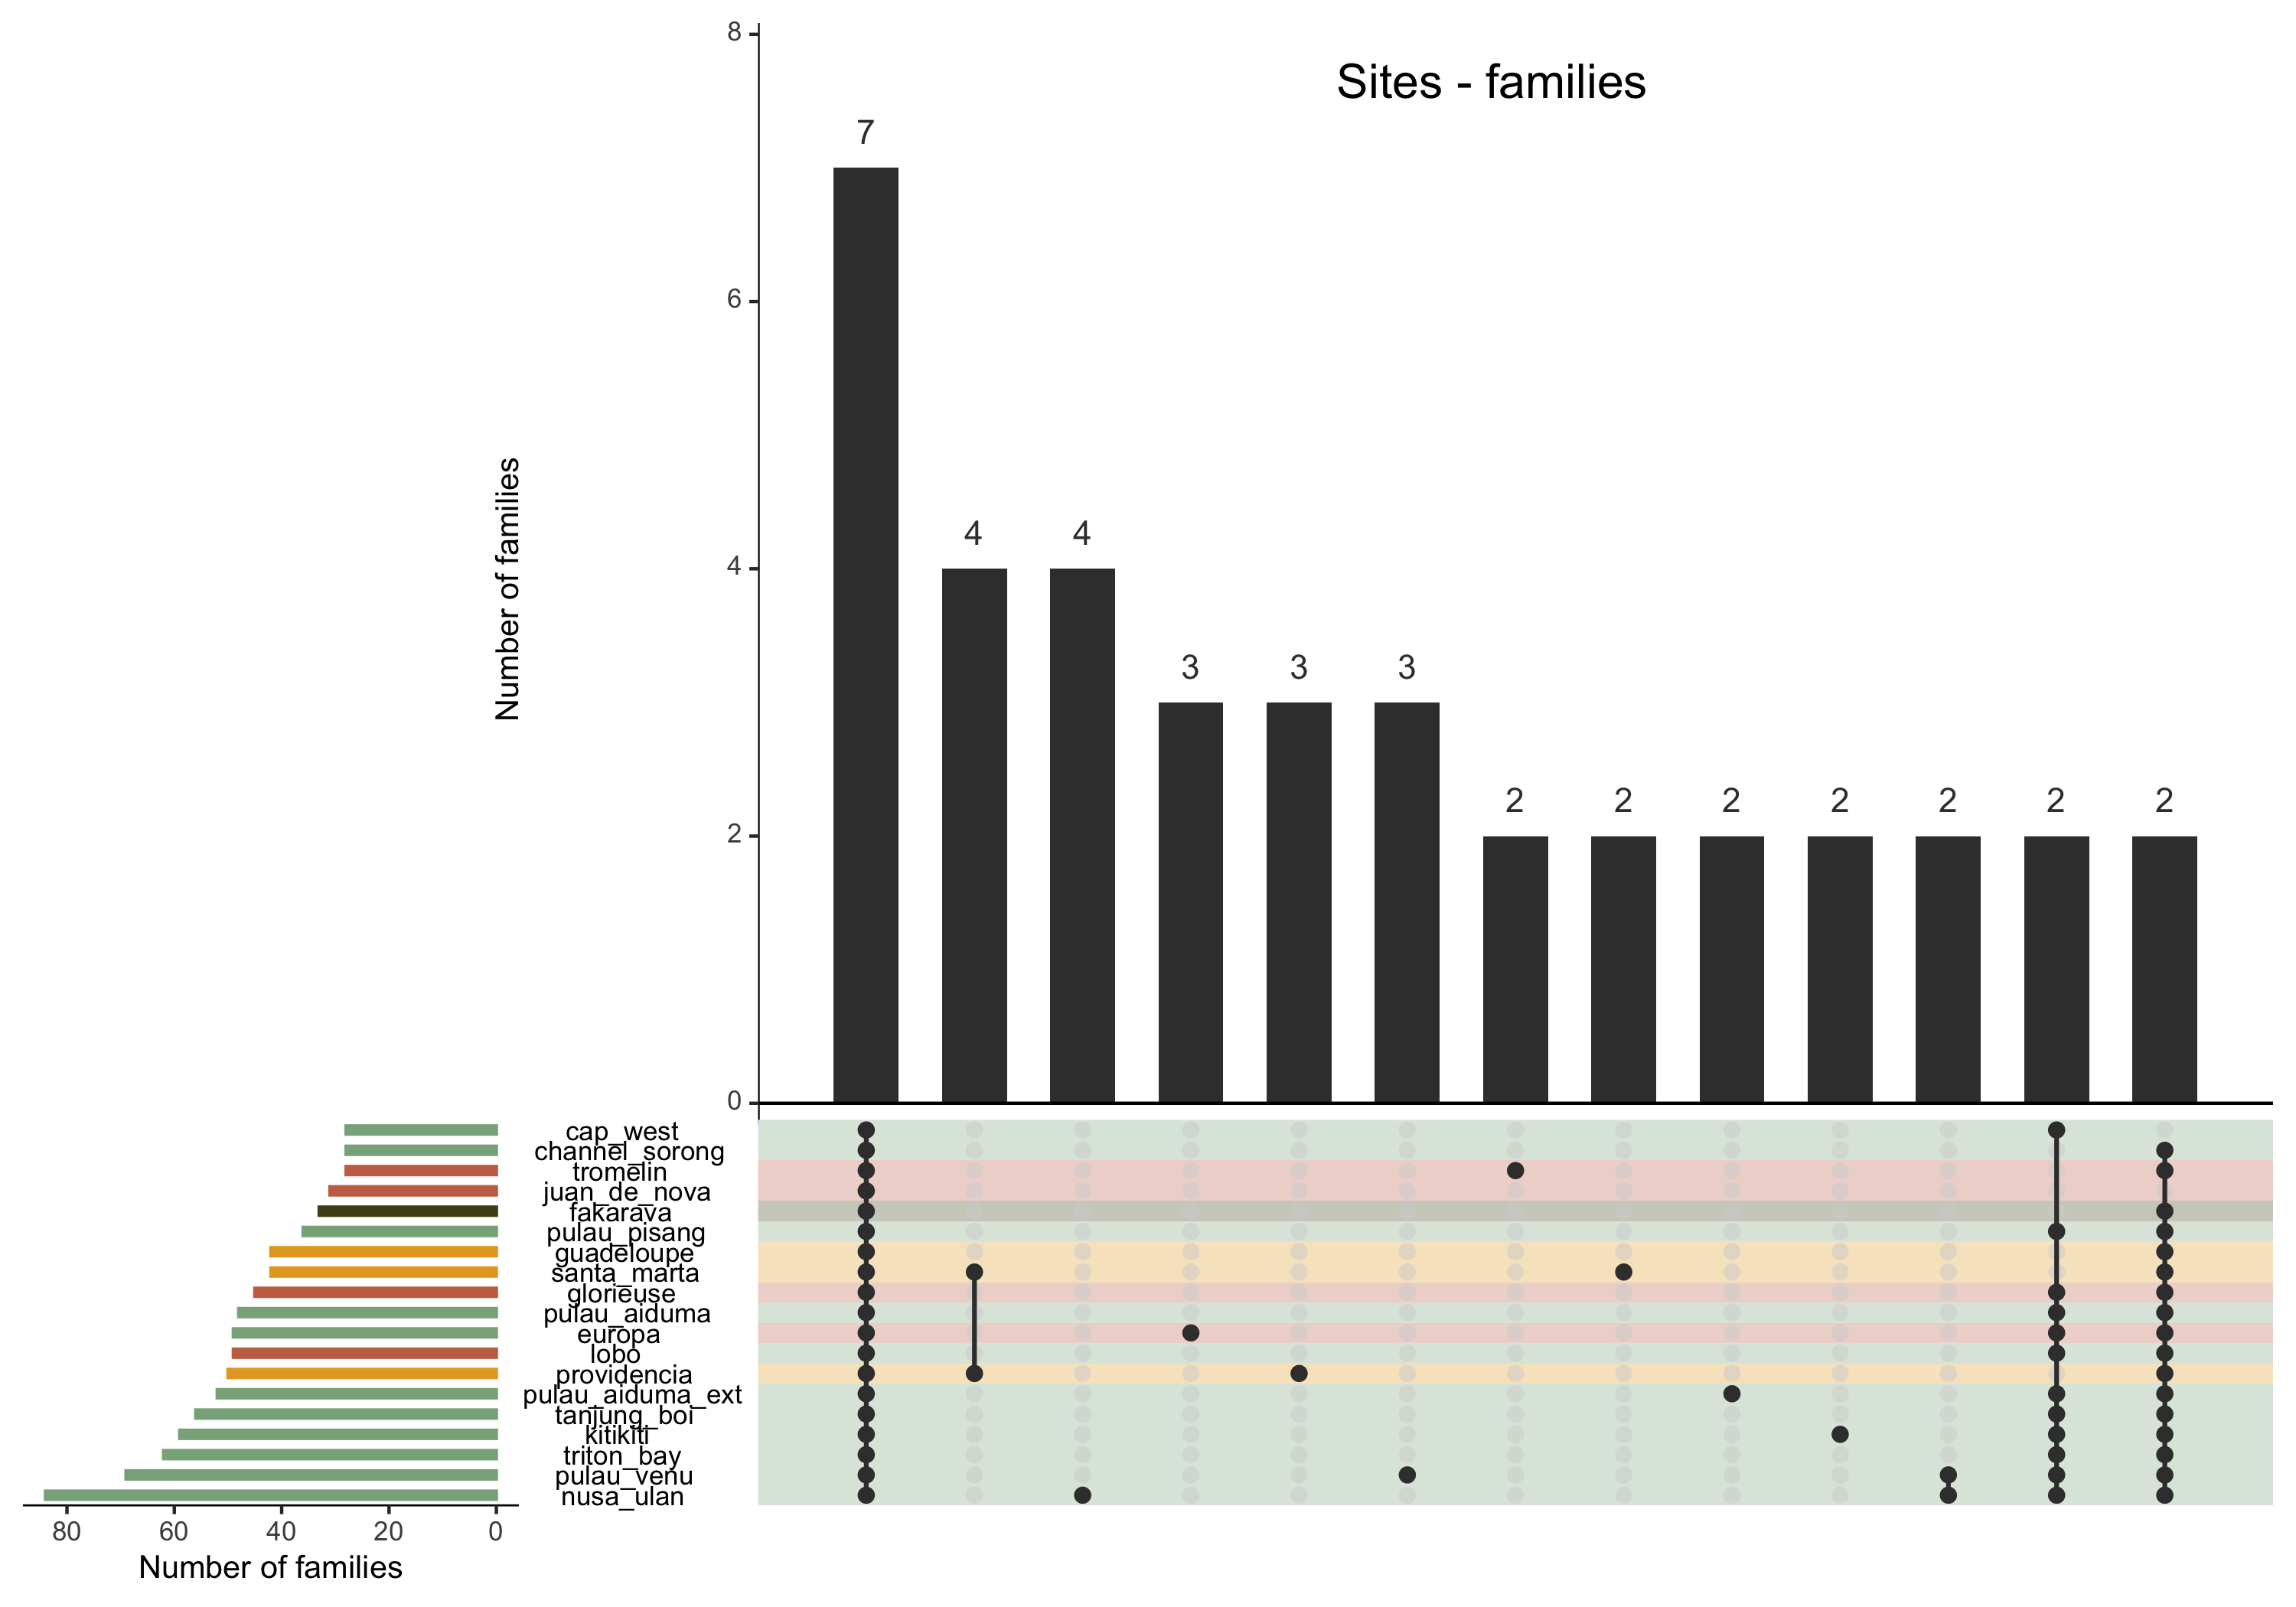 8
Sites - families
7
6
Number of families
4 4
4
3 3 3
2 2 2 2 2 2 2
2
0
cap_west
channel_sorong
tromelin
juan_de_nova
fakarava
pulau_pisang
guadeloupe
santa_marta
glorieuse
pulau_aiduma
europa
lobo
providencia
pulau_aiduma_ext
tanjung_boi
kitikiti
triton_bay
pulau_venu
nusa_ulan
80 60 40 20 0
Number of families